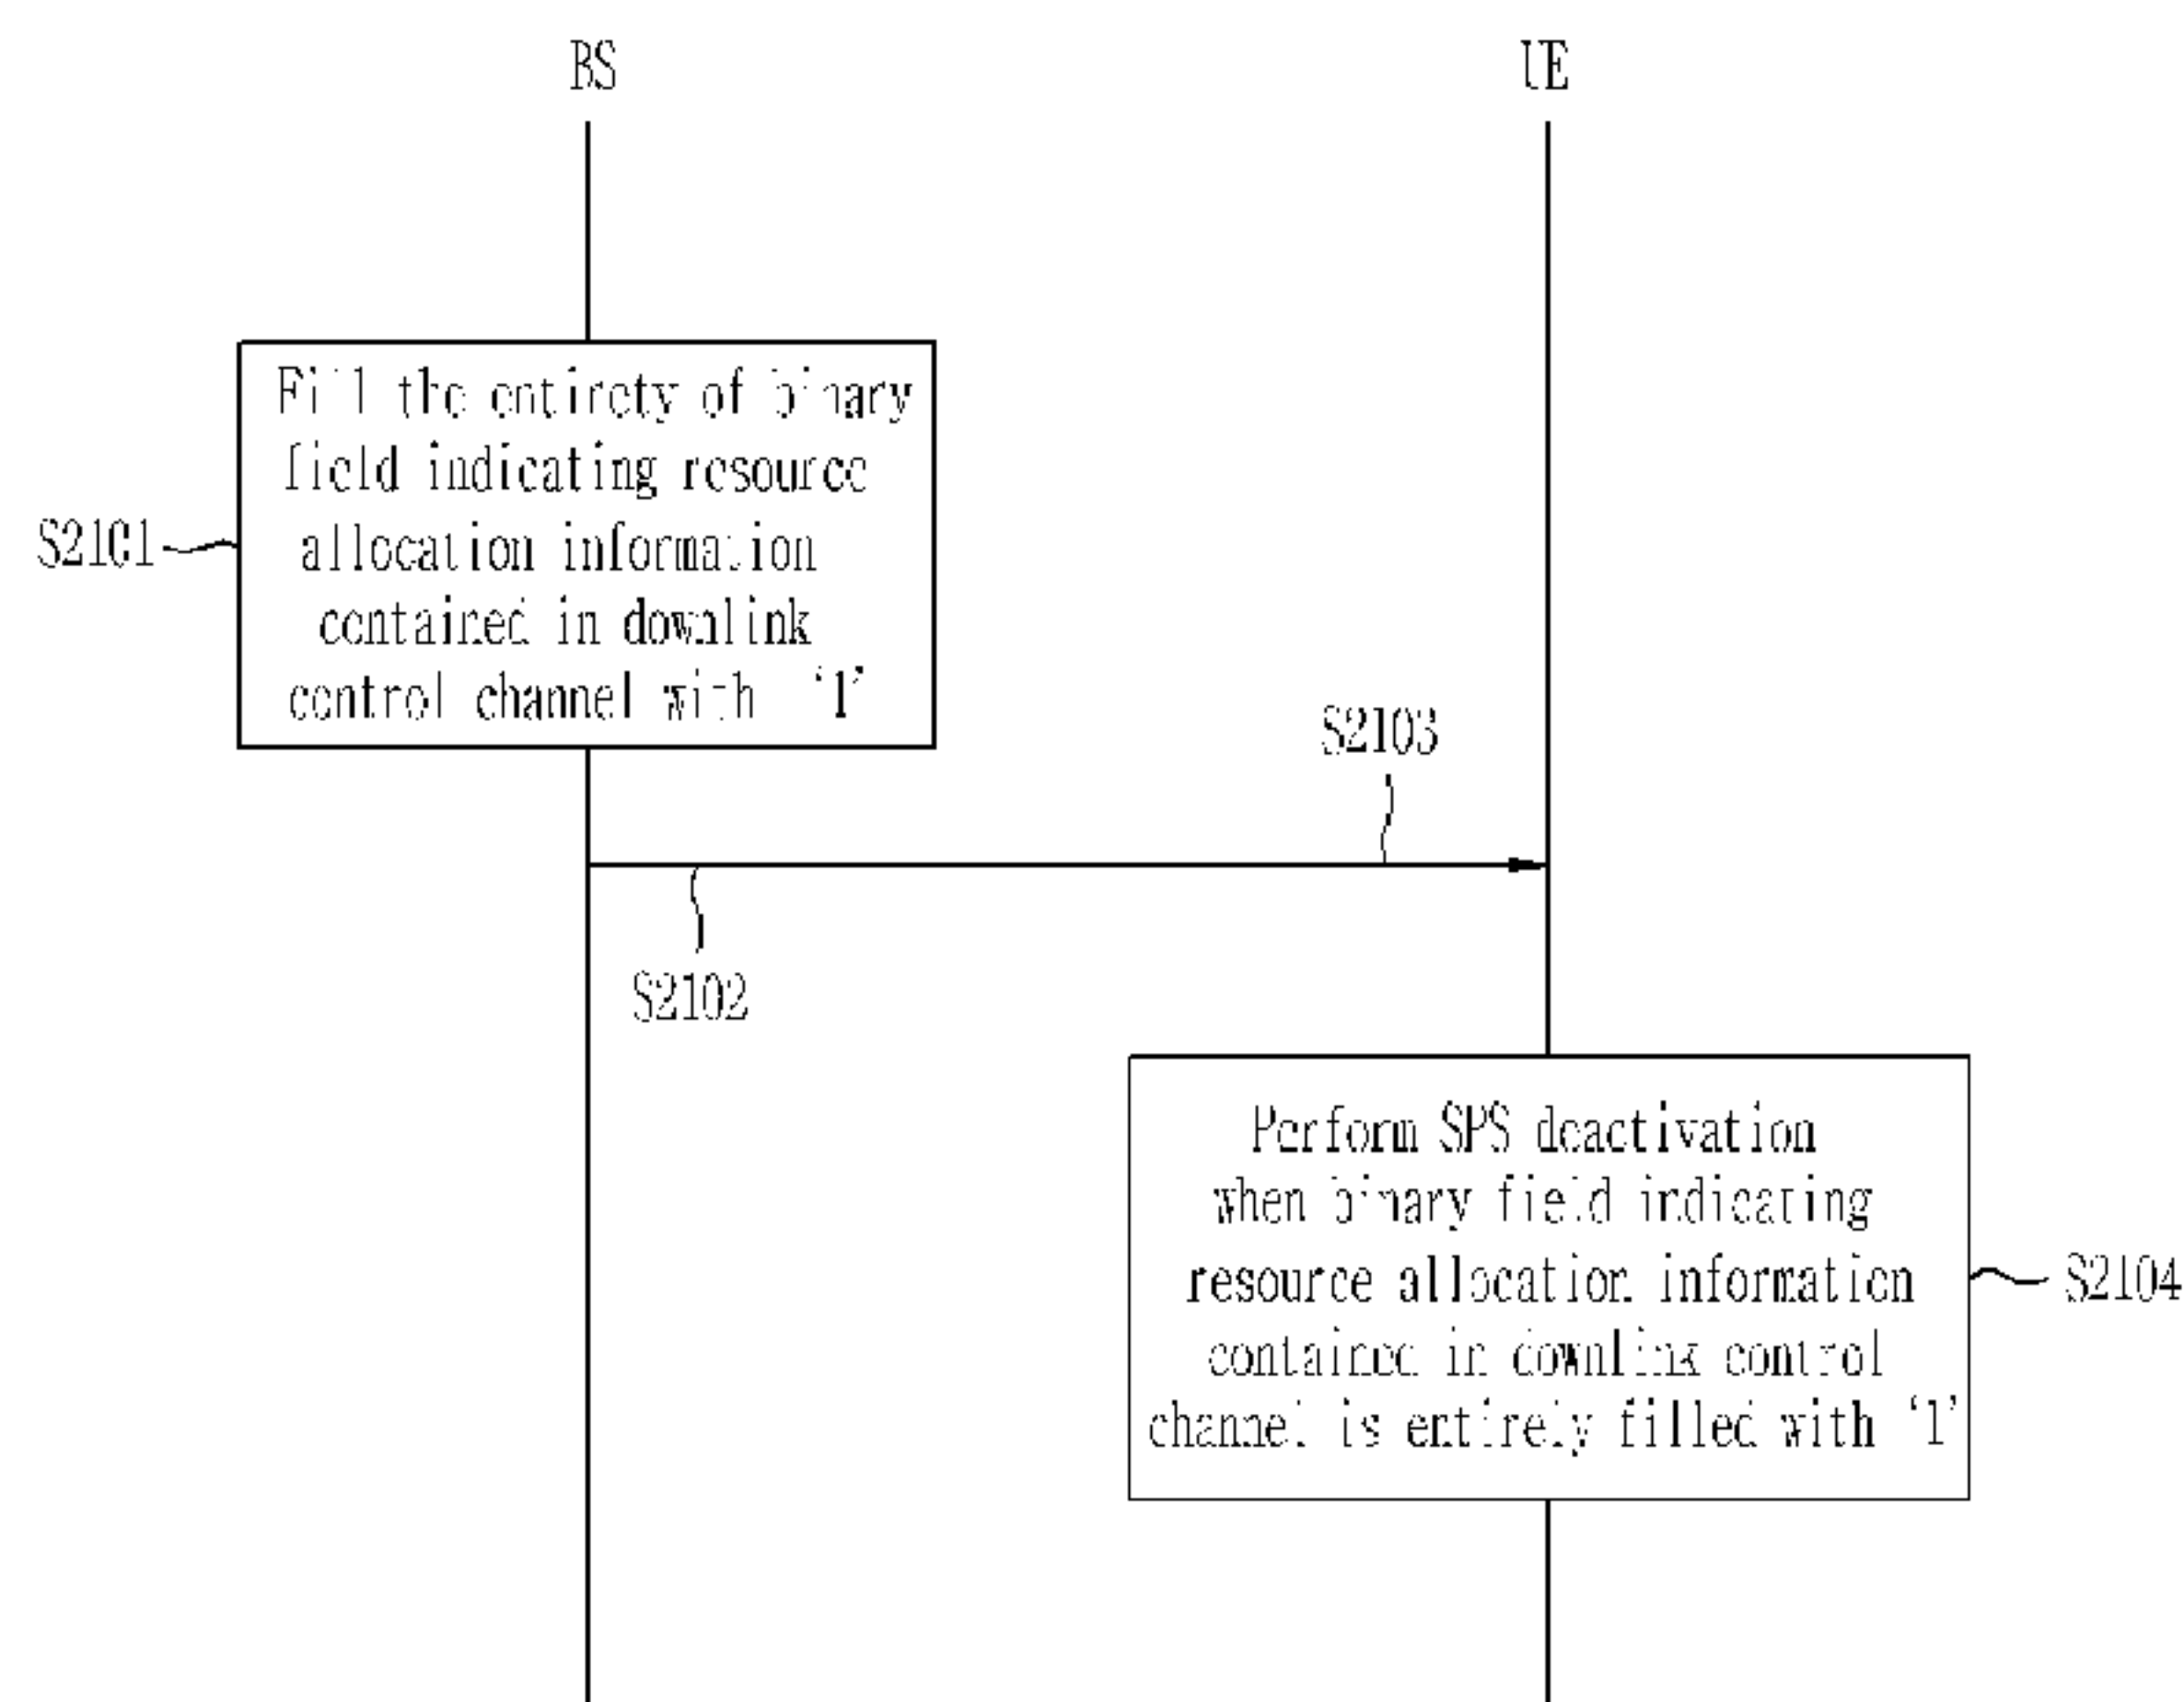 BS
UE
Fill the entirety of binary
field indicating resource
allocation information
contained in downlink
control channel with '1'
S2101
S2103
S2102
Perform SPS deactivation
when binary field indicating
resource allocation information
contained in downlink control
channel is entirely filled with '1'
S2104